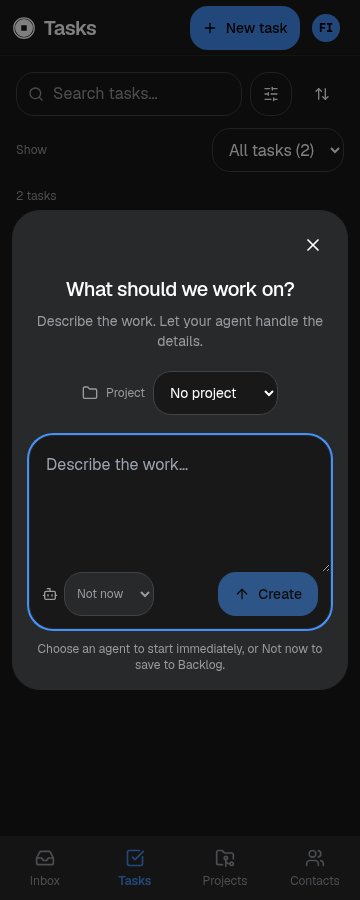 Tasks
New task
FI
Search tasks...
Show
All tasks (2)
2 tasks
What should we work on?
Describe the work. Let your agent handle the
details.
Project
No project
Describe the work...
Not now
Create
Choose an agent to start immediately, or Not now to
save to Backlog.
Inbox
Tasks
Projects
Contacts